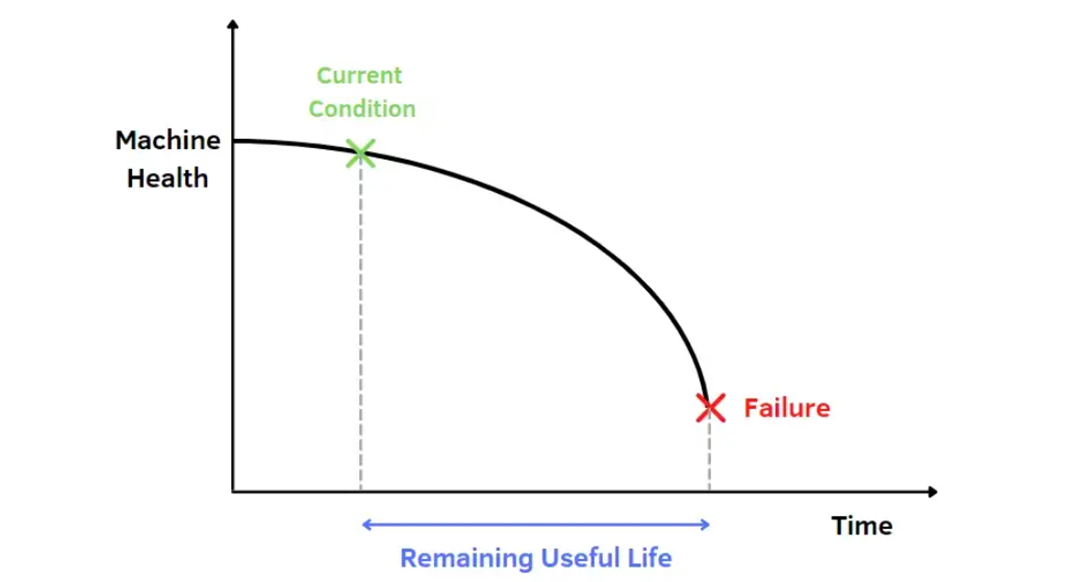 Current
Condition
Machine
Health
Failure
Time
Remaining Useful Life